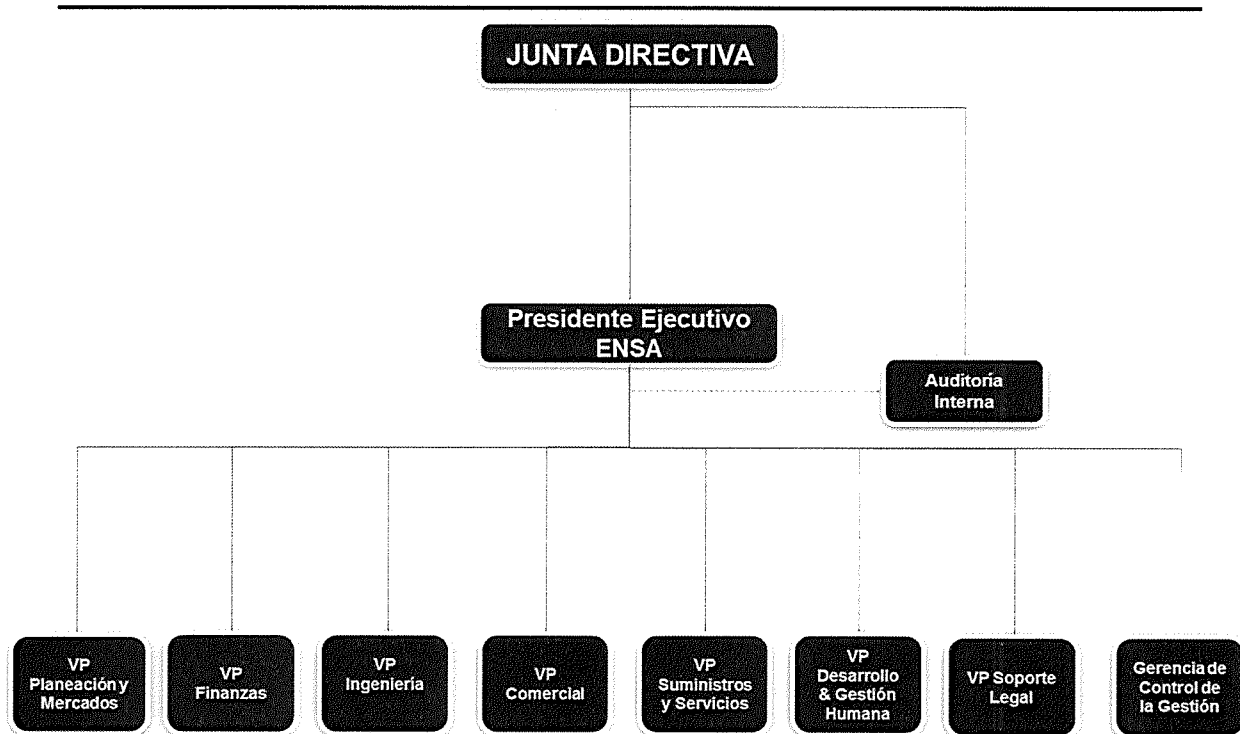 JUNTA DIRECTIVA
Presidente Ejecutivo
ENSA
Auditoría
Interna
VP
Planeación y
Mercados
VP
Finanzas
VP
Ingeniería
VP
Comercial
VP
Suministros
y Servicios
VP
Desarrollo
& Gestión
Humana
VP Soporte
Legal
Gerencia de
Control de
la Gestión